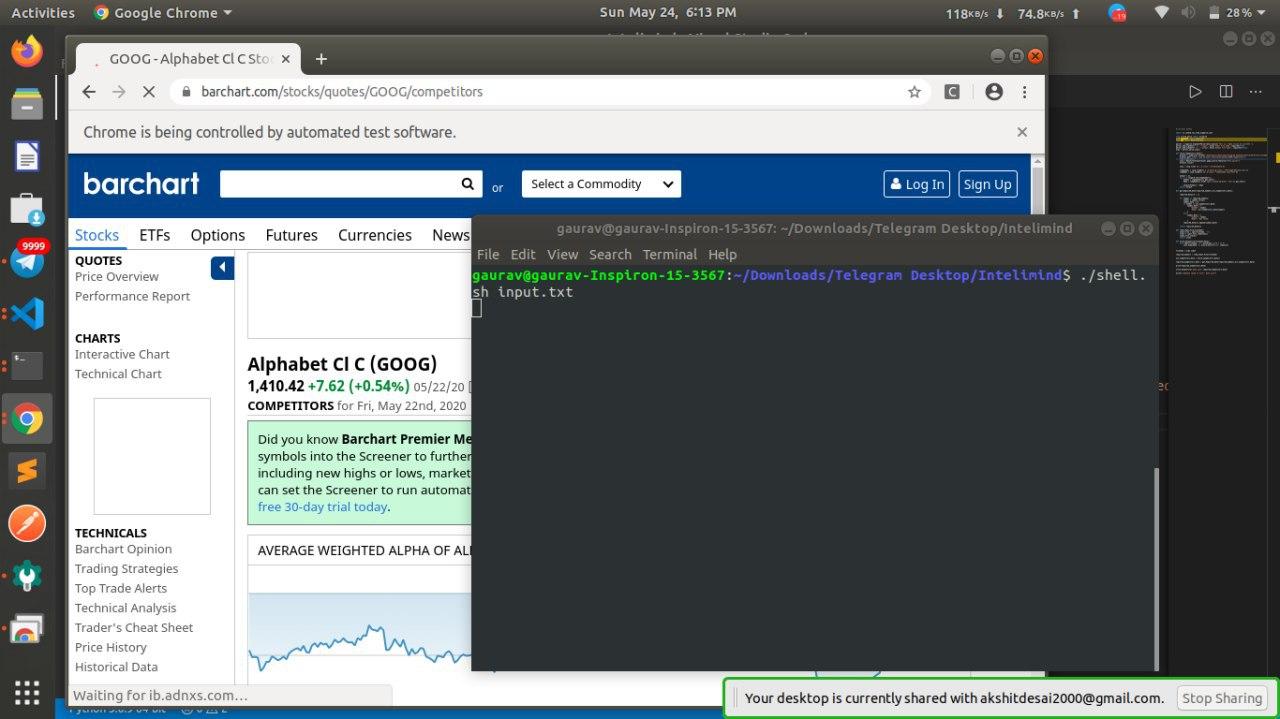 Activities
Google Chrome
Sun May 24, 6:13 PM
118KB/s
74.8KB/s
19
28%
GOOG - Alphabet Cl C Stoc
barchart.com/stocks/quotes/GOOG/competitors
C
Chrome is being controlled by automated test software.
barchart
or
Select a Commodity
Log In
Sign Up
Stocks
ETFs
Options
Futures
Currencies
News
gaurav@gaurav-Inspiron-15-3567: ~/Downloads/Telegram Desktop/Intelimind
File Edit View Search Terminal Help
gaurav@gaurav-Inspiron-15-3567:~/Downloads/Telegram Desktop/Intelimind$ ./shell.
sh input.txt
9999
QUOTES
Price Overview
Performance Report
CHARTS
Interactive Chart
Technical Chart
TECHNICALS
Barchart Opinion
Trading Strategies
Top Trade Alerts
Technical Analysis
Trader's Cheat Sheet
Price History
Historical Data
Alphabet Cl C (GOOG)
1,410.42 +7.62 (+0.54%) 05/22/20
COMPETITORS for Fri, May 22nd, 2020
Did you know Barchart Premier Me
symbols into the Screener to further
including new highs or lows, market
can set the Screener to run automat
free 30-day trial today.
AVERAGE WEIGHTED ALPHA OF ALL
Waiting for ib.adnxs.com...
Your desktop is currently shared with akshitdesai2000@gmail.com.
Stop Sharing